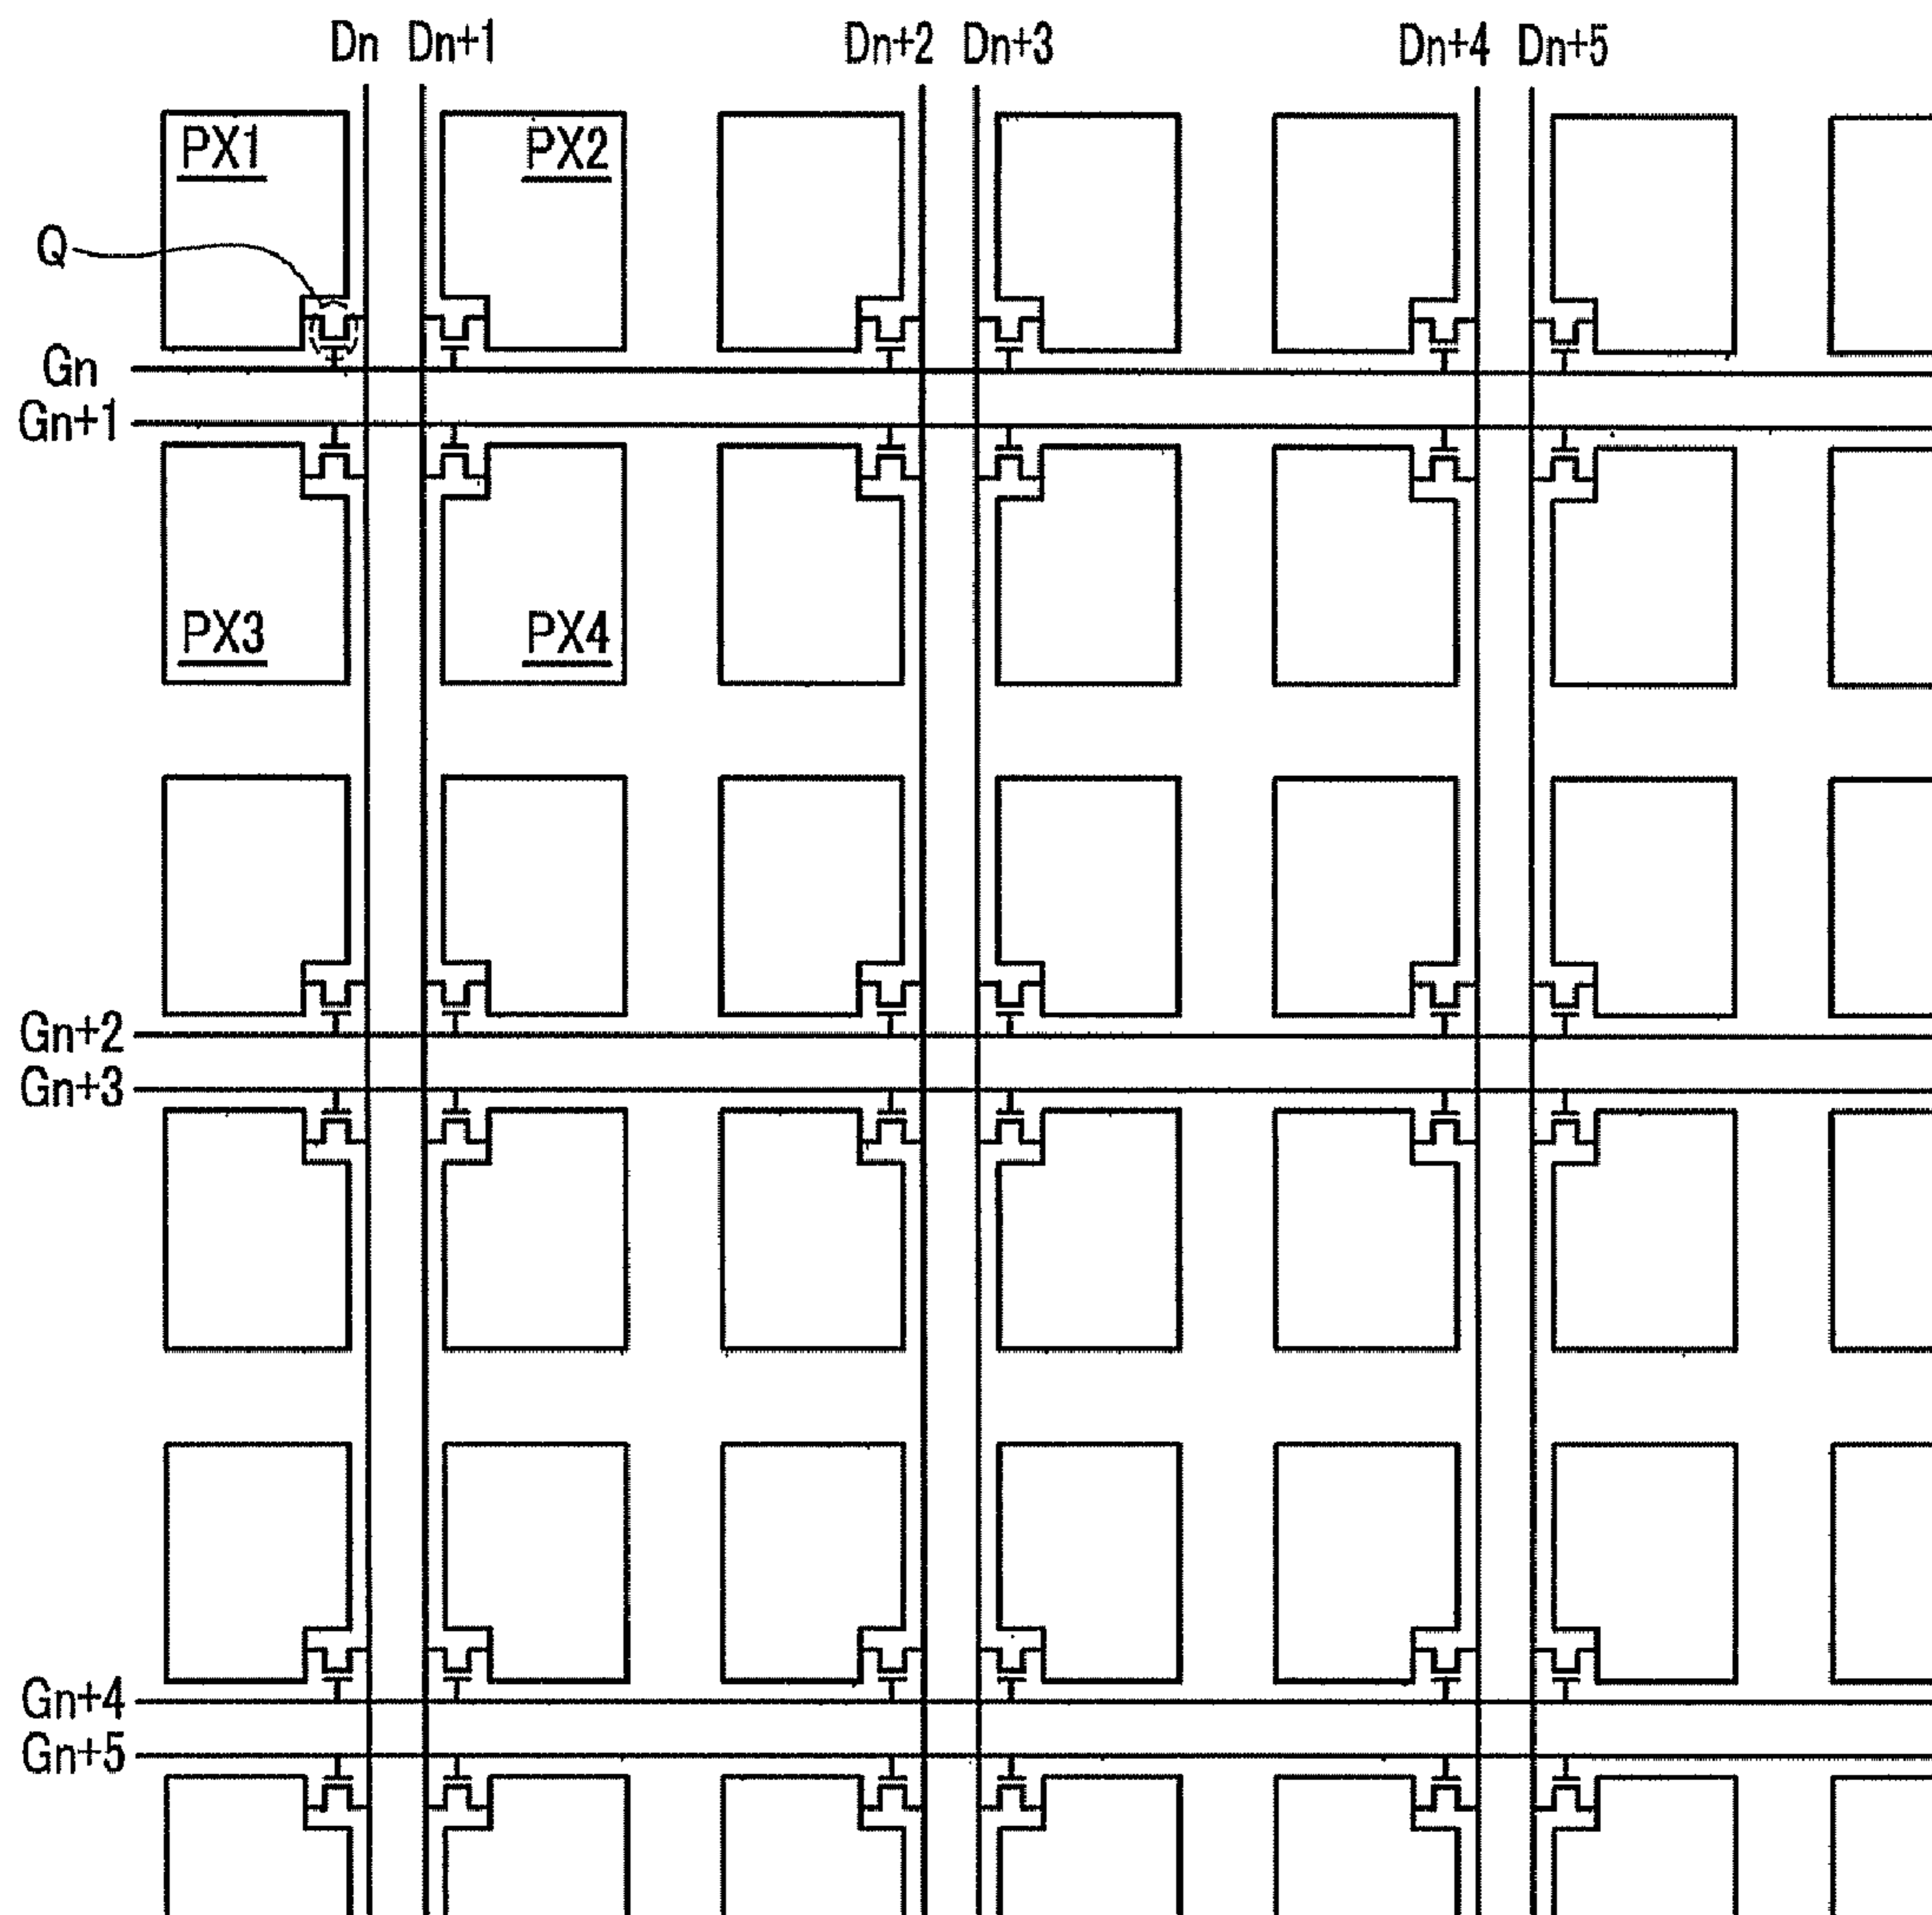 Dn Dn+1 Dn+2 Dn+3 Dn+4 Dn+5
PX1 PX2
Q
Gn
Gn+1
PX3 PX4
Gn+2
Gn+3
Gn+4
Gn+5